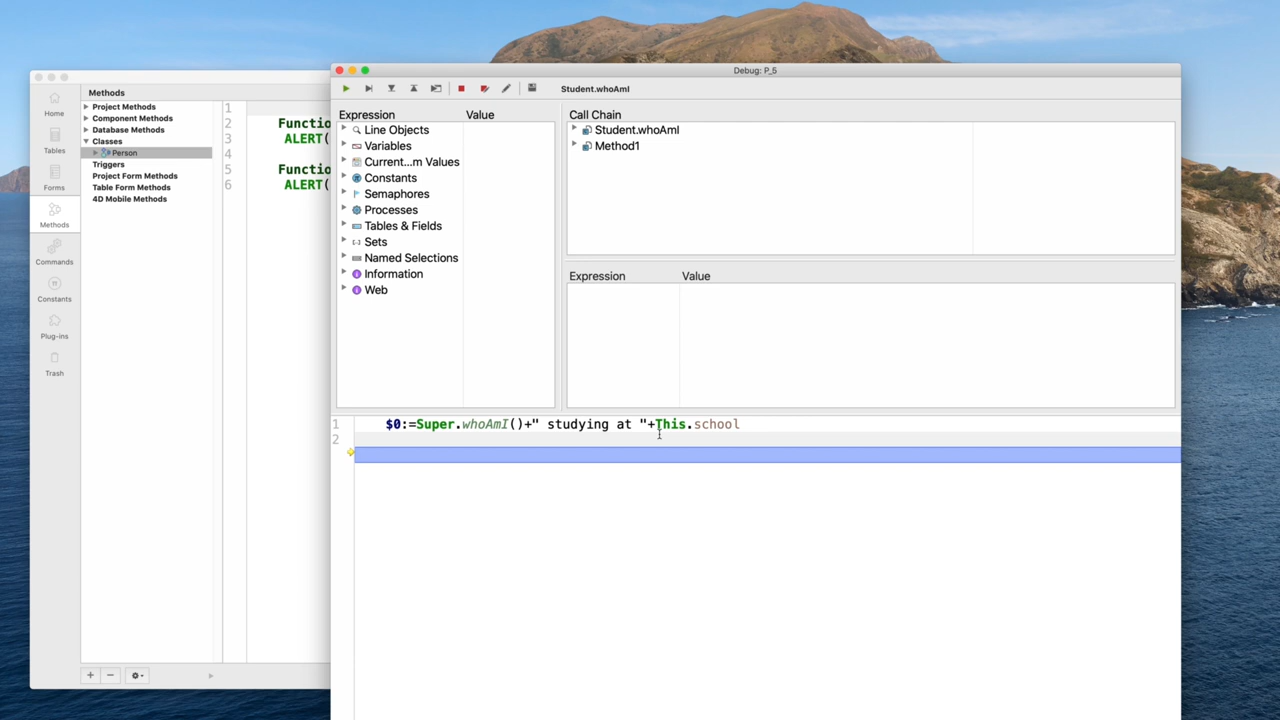 Debug: P_5
Student.whoAmI
Methods
Home
Tables
Forms
Methods
Commands
Constants
Plug-ins
Trash
Project Methods
Component Methods
Database Methods
Classes
Person
Triggers
Project Form Methods
Table Form Methods
4D Mobile Methods
1
2 Functio
3 ALERT(
4
5 Functio
6 ALERT(
Expression Value
Line Objects
Variables
Current...m Values
Constants
Semaphores
Processes
Tables & Fields
Sets
Named Selections
Information
Web
Call Chain
Student.whoAmI
Method1
Expression Value
1 $0:=Super.whoAmI()+" studying at "+This.school
2